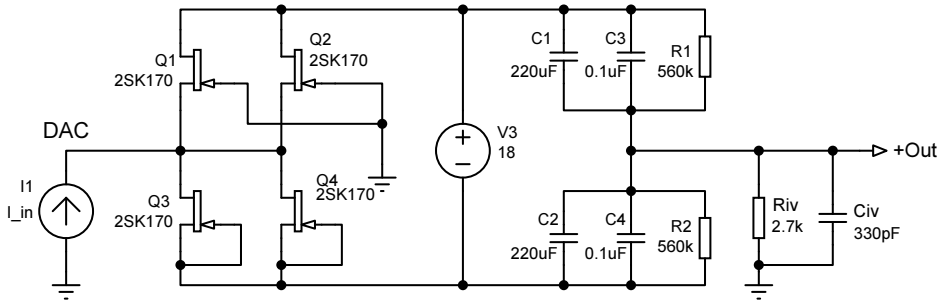 Q1
2SK170
Q2
2SK170
DAC
I1
I_in
Q3
2SK170
Q4
2SK170
+
−
V3
18
C1
220uF
C3
0.1uF
R1
560k
+Out
C2
220uF
C4
0.1uF
R2
560k
Riv
2.7k
Civ
330pF